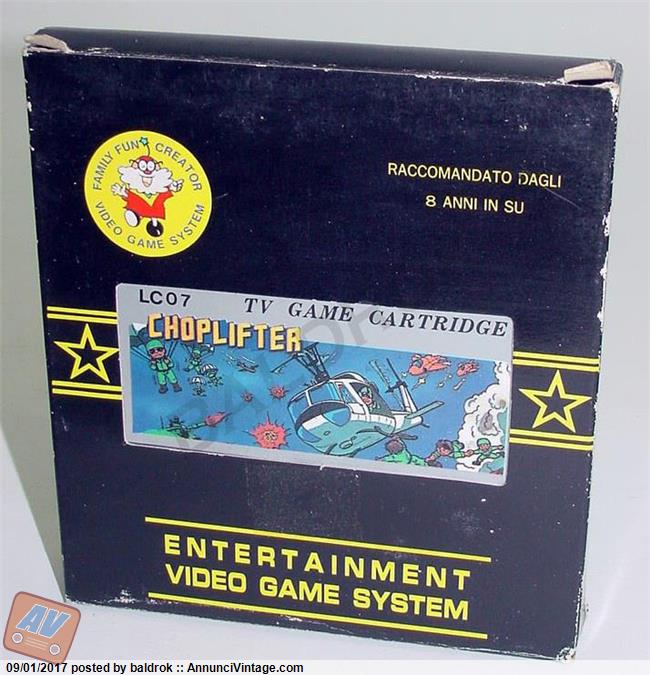 FAMILY FUN CREATOR
VIDEO GAME SYSTEM
RACCOMANDATO DAGLI
8 ANNI IN SU
LC07 TV GAME CARTRIDGE
CHOPLIFTER
ENTERTAINMENT
VIDEO GAME SYSTEM
AV
09/01/2017 posted by baldrok :: AnnunciVintage.com